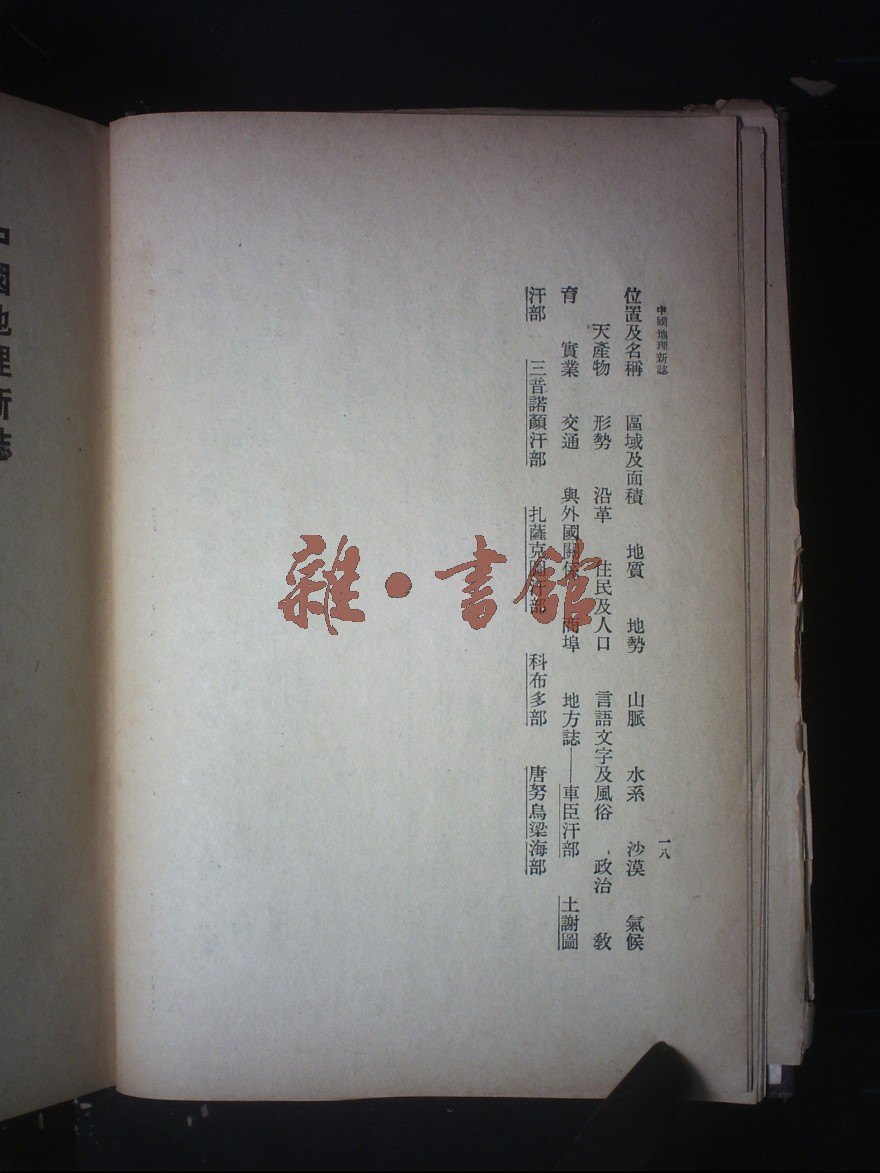 中國地理新誌
一八
位置及名稱 區域及面積 地質 地勢 山脈 水系 沙漠 氣候
天產物 形勢 沿革 住民及人口 言語文字及風俗 政治 教
育 實業 交通 與外國關係 商埠 地方誌——車臣汗部 土謝圖
汗部 三音諾顏汗部 扎薩克圖汗部 科布多部 唐努烏梁海部
雜·書館
中國地理新誌